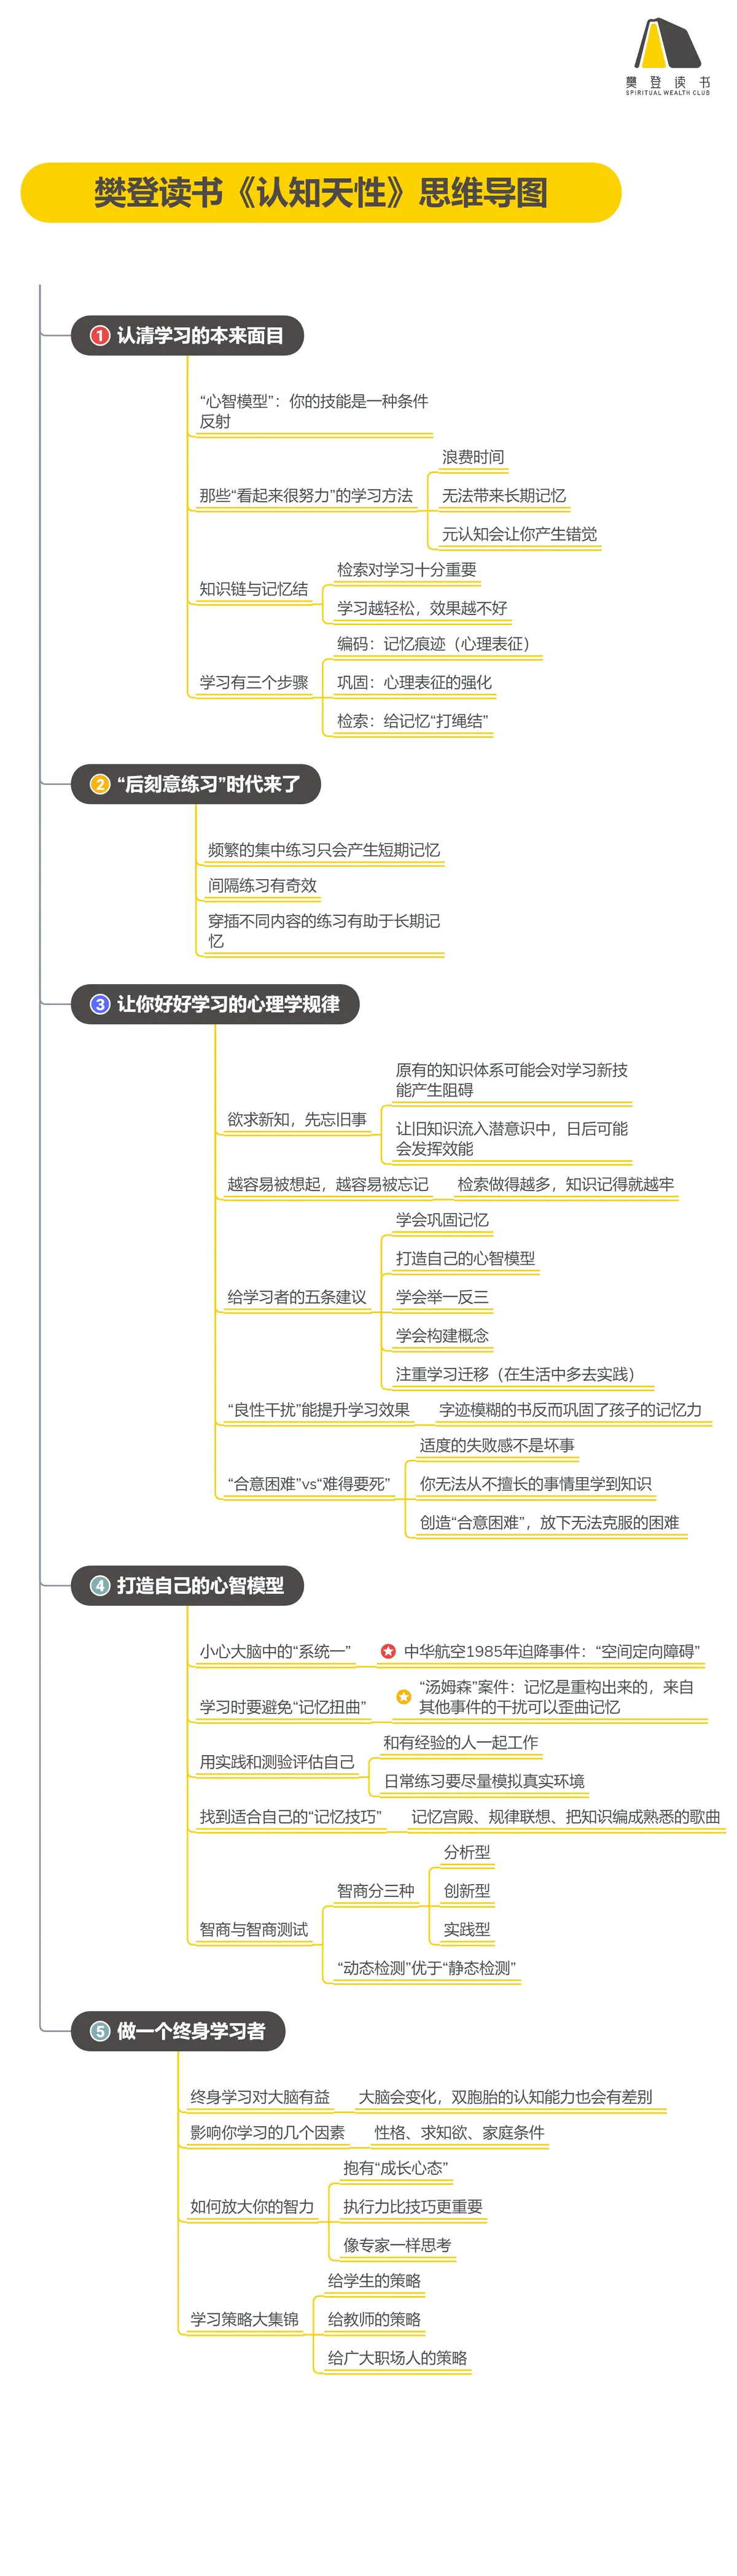 樊登读书
SPIRITUAL WEALTH CLUB
樊登读书《认知天性》思维导图
1 认清学习的本来面目
“心智模型”：你的技能是一种条件
反射
那些“看起来很努力”的学习方法
浪费时间
无法带来长期记忆
元认知会让你产生错觉
知识链与记忆结
检索对学习十分重要
学习越轻松，效果越不好
学习有三个步骤
编码：记忆痕迹（心理表征）
巩固：心理表征的强化
检索：给记忆“打绳结”
2 “后刻意练习”时代来了
频繁的集中练习只会产生短期记忆
间隔练习有奇效
穿插不同内容的练习有助于长期记
忆
3 让你好好学习的心理学规律
欲求新知，先忘旧事
原有的知识体系可能会对学习新技
能产生阻碍
让旧知识流入潜意识中，日后可能
会发挥效能
越容易被想起，越容易被忘记
检索做得越多，知识记得就越牢
给学习者的五条建议
学会巩固记忆
打造自己的心智模型
学会举一反三
学会构建概念
注重学习迁移（在生活中多去实践）
“良性干扰”能提升学习效果
字迹模糊的书反而巩固了孩子的记忆力
“合意困难”vs“难得要死”
适度的失败感不是坏事
你无法从不擅长的事情里学到知识
创造“合意困难”，放下无法克服的困难
4 打造自己的心智模型
小心大脑中的“系统一”
中华航空1985年迫降事件：“空间定向障碍”
学习时要避免“记忆扭曲”
“汤姆森”案件：记忆是重构出来的，来自
其他事件的干扰可以歪曲记忆
用实践和测验评估自己
和有经验的人一起工作
日常练习要尽量模拟真实环境
找到适合自己的“记忆技巧”
记忆宫殿、规律联想、把知识编成熟悉的歌曲
智商与智商测试
智商分三种
分析型
创新型
实践型
“动态检测”优于“静态检测”
5 做一个终身学习者
终身学习对大脑有益
大脑会变化，双胞胎的认知能力也会有差别
影响你学习的几个因素
性格、求知欲、家庭条件
如何放大你的智力
抱有“成长心态”
执行力比技巧更重要
像专家一样思考
学习策略大集锦
给学生的策略
给教师的策略
给广大职场人的策略